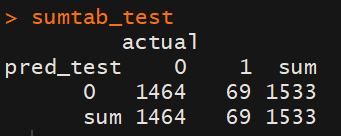 > sumtab_test
actual
pred_test 0 1 sum
0 1464 69 1533
sum 1464 69 1533